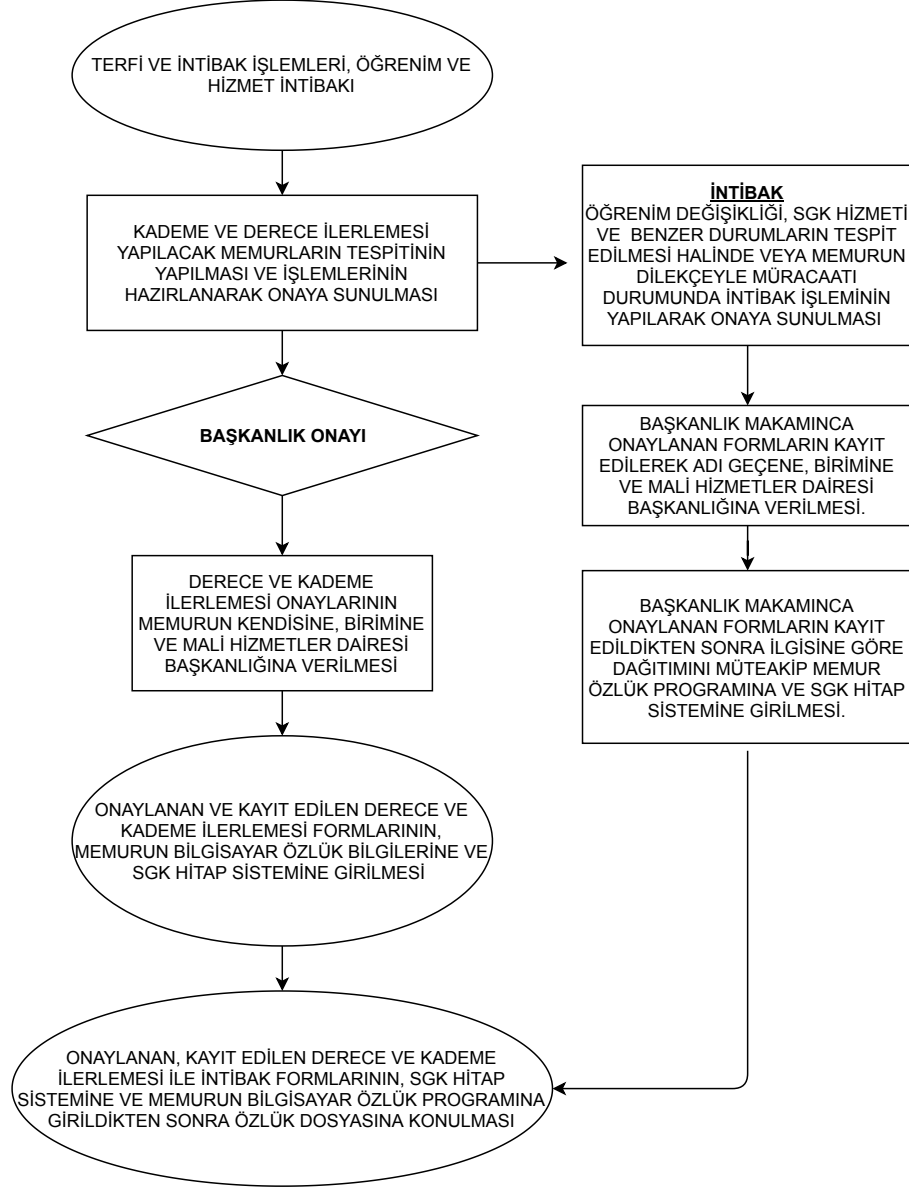 TERFİ VE İNTİBAK İŞLEMLERİ, ÖĞRENİM VE
HİZMET İNTİBAKI
KADEME VE DERECE İLERLEMESİ
YAPILACAK MEMURLARIN TESPİTİNİN
YAPILMASI VE İŞLEMLERİNİN
HAZIRLANARAK ONAYA SUNULMASI
BAŞKANLIK ONAYI
DERECE VE KADEME
İLERLEMESİ ONAYLARININ
MEMURUN KENDİSİNE, BİRİMİNE
VE MALİ HİZMETLER DAİRESİ
BAŞKANLIĞINA VERİLMESİ
ONAYLANAN VE KAYIT EDİLEN DERECE VE
KADEME İLERLEMESİ FORMLARININ,
MEMURUN BİLGİSAYAR ÖZLÜK BİLGİLERİNE VE
SGK HİTAP SİSTEMİNE GİRİLMESİ
İNTİBAK
ÖĞRENİM DEĞİŞİKLİĞİ, SGK HİZMETİ
VE BENZER DURUMLARIN TESPİT
EDİLMESİ HALİNDE VEYA MEMURUN
DİLEKÇEYLE MÜRACAATI
DURUMUNDA İNTİBAK İŞLEMİNİN
YAPILARAK ONAYA SUNULMASI
BAŞKANLIK MAKAMINCA
ONAYLANAN FORMLARIN KAYIT
EDİLEREK ADI GEÇENE, BİRİMİNE
VE MALİ HİZMETLER DAİRESİ
BAŞKANLIĞINA VERİLMESİ.
BAŞKANLIK MAKAMINCA
ONAYLANAN FORMLARIN KAYIT
EDİLDİKTEN SONRA İLGİSİNE GÖRE
DAĞITIMINI MÜTEAKİP MEMUR
ÖZLÜK PROGRAMINA VE SGK HİTAP
SİSTEMİNE GİRİLMESİ.
ONAYLANAN, KAYIT EDİLEN DERECE VE KADEME
İLERLEMESİ İLE İNTİBAK FORMLARININ, SGK HİTAP
SİSTEMİNE VE MEMURUN BİLGİSAYAR ÖZLÜK PROGRAMINA
GİRİLDİKTEN SONRA ÖZLÜK DOSYASINA KONULMASI